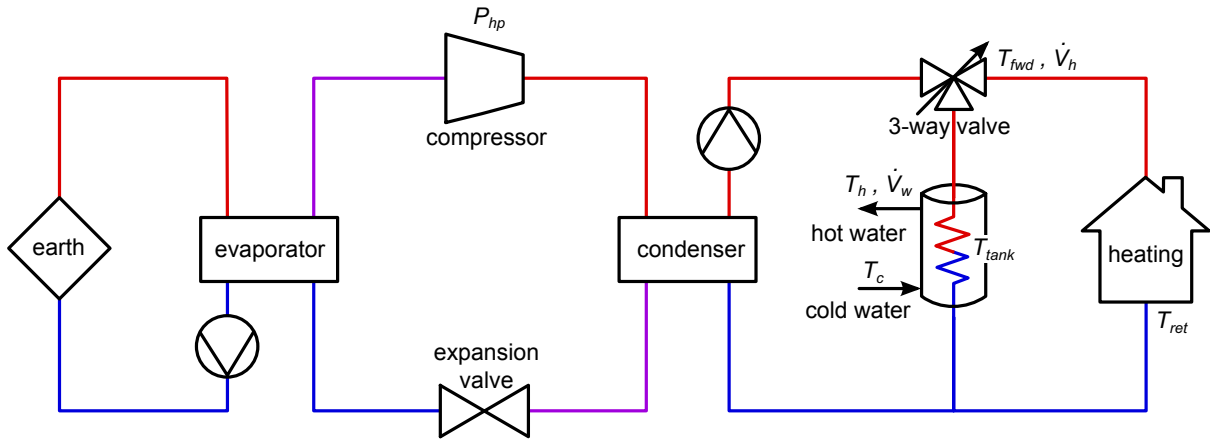 P_hp
compressor
T_fwd , V̇_h
3-way valve
T_h , V̇_w
hot water
T_tank
T_c
cold water
earth
evaporator
condenser
heating
T_ret
expansion
valve